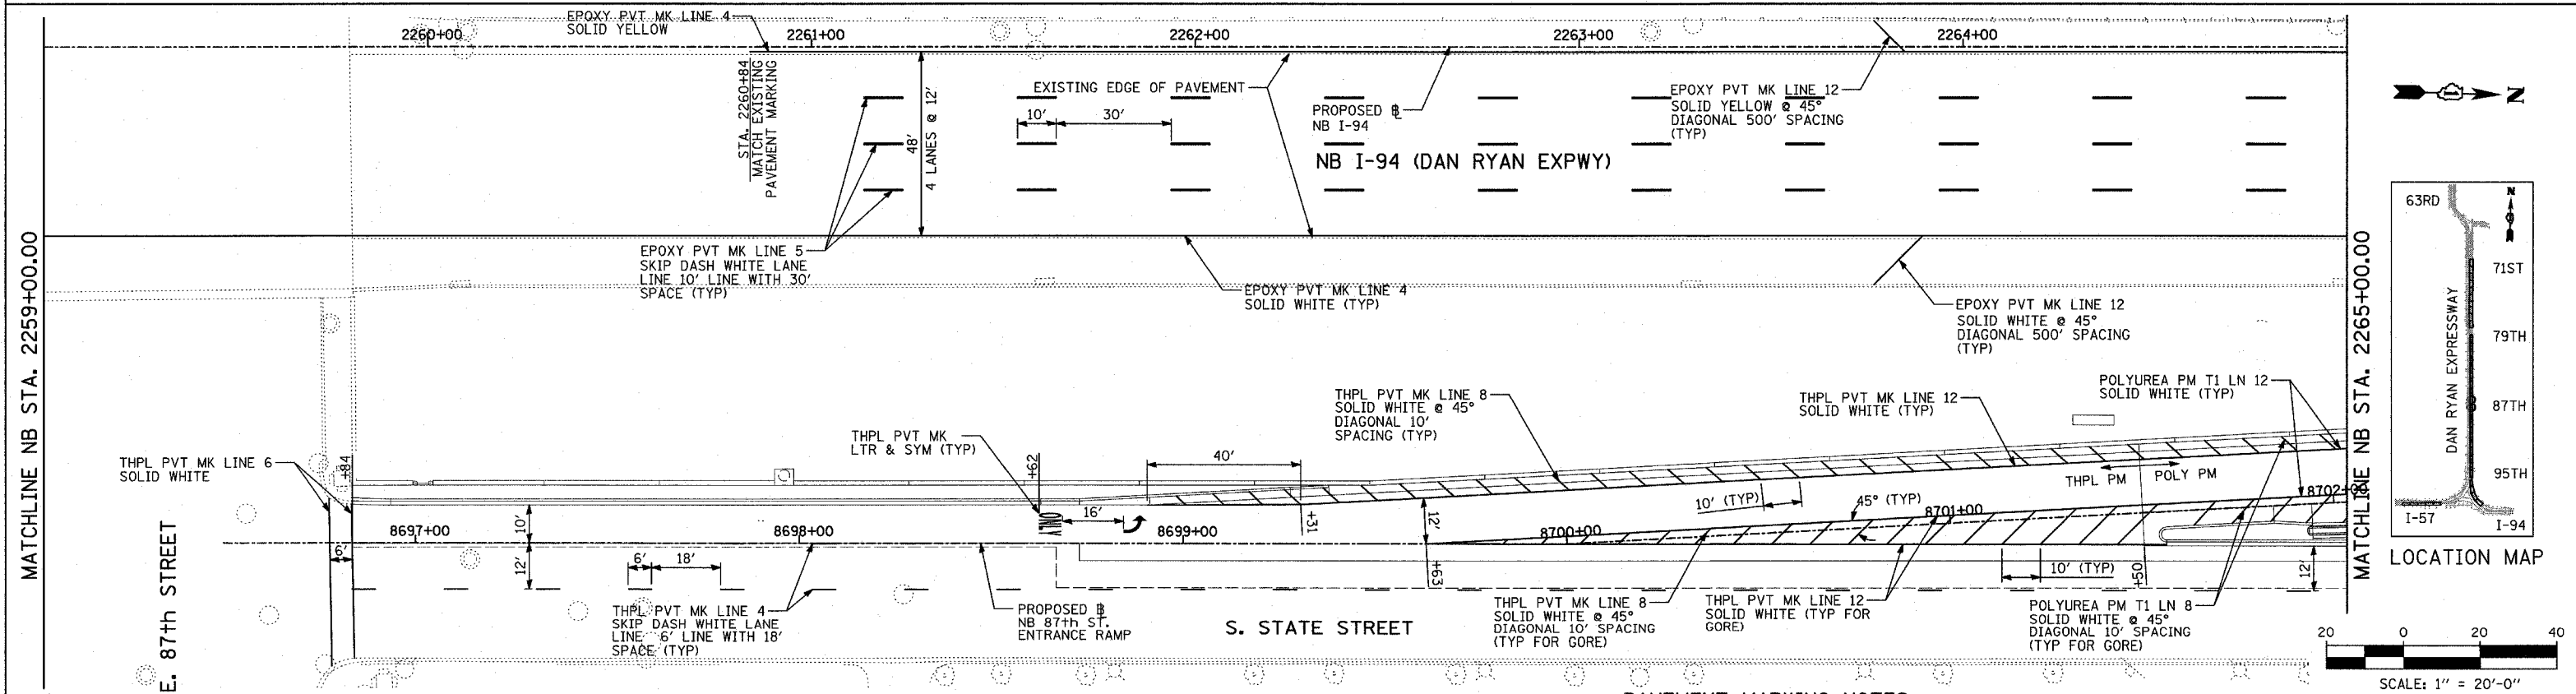 EPOXY PVT MK LINE 4
SOLID YELLOW
2260+00
2261+00
2262+00
2263+00
2264+00
STA. 2260+84
MATCH EXISTING
PAVEMENT MARKING
48'
4 LANES @ 12'
EXISTING EDGE OF PAVEMENT
10'
30'
PROPOSED ℄
NB I-94
EPOXY PVT MK LINE 12
SOLID YELLOW @ 45°
DIAGONAL 500' SPACING
(TYP)
NB I-94 (DAN RYAN EXPWY)
N
MATCHLINE NB STA. 2259+00.00
EPOXY PVT MK LINE 5
SKIP DASH WHITE LANE
LINE 10' LINE WITH 30'
SPACE (TYP)
EPOXY PVT MK LINE 4
SOLID WHITE (TYP)
EPOXY PVT MK LINE 12
SOLID WHITE @ 45°
DIAGONAL 500' SPACING
(TYP)
MATCHLINE NB STA. 2265+00.00
63RD
N
71ST
79TH
DAN RYAN EXPRESSWAY
87TH
95TH
I-57
I-94
LOCATION MAP
THPL PVT MK LINE 8
SOLID WHITE @ 45°
DIAGONAL 10'
SPACING (TYP)
THPL PVT MK LINE 12
SOLID WHITE (TYP)
POLYUREA PM T1 LN 12
SOLID WHITE (TYP)
THPL PVT MK
LTR & SYM (TYP)
THPL PVT MK LINE 6
SOLID WHITE
+84
+62
40'
THPL PM
POLY PM
8702+00
10' (TYP)
45° (TYP)
8701+00
ONLY
16'
+31
12'
10'
8697+00
8698+00
8699+00
8700+00
6'
12'
6'
18'
+63
10' (TYP)
+50
12'
E. 87th STREET
THPL PVT MK LINE 4
SKIP DASH WHITE LANE
LINE 6' LINE WITH 18'
SPACE (TYP)
PROPOSED ℄
NB 87th ST.
ENTRANCE RAMP
S. STATE STREET
THPL PVT MK LINE 8
SOLID WHITE @ 45°
DIAGONAL 10' SPACING
(TYP FOR GORE)
THPL PVT MK LINE 12
SOLID WHITE (TYP FOR
GORE)
POLYUREA PM T1 LN 8
SOLID WHITE @ 45°
DIAGONAL 10' SPACING
(TYP FOR GORE)
20 0 20 40
SCALE: 1" = 20'-0"
PAVEMENT MARKING NOTES